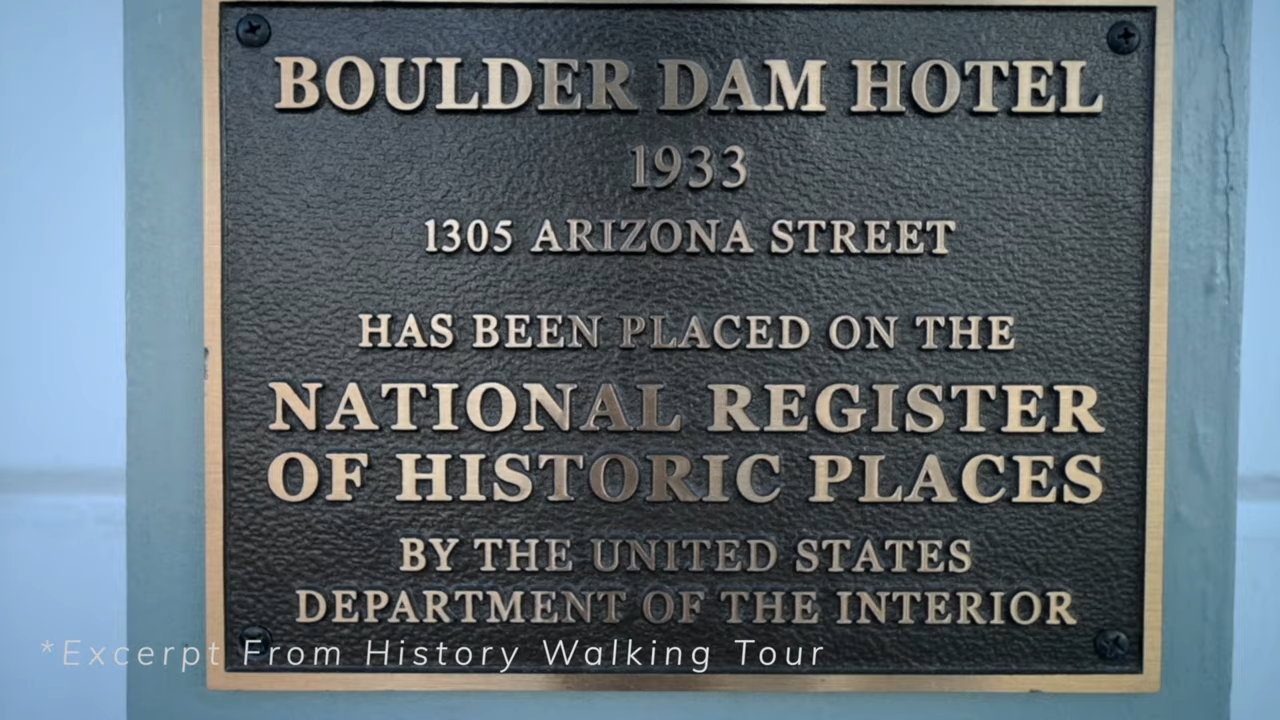 BOULDER DAM HOTEL
1933
1305 ARIZONA STREET
HAS BEEN PLACED ON THE
NATIONAL REGISTER
OF HISTORIC PLACES
BY THE UNITED STATES
DEPARTMENT OF THE INTERIOR
*Excerpt From History Walking Tour